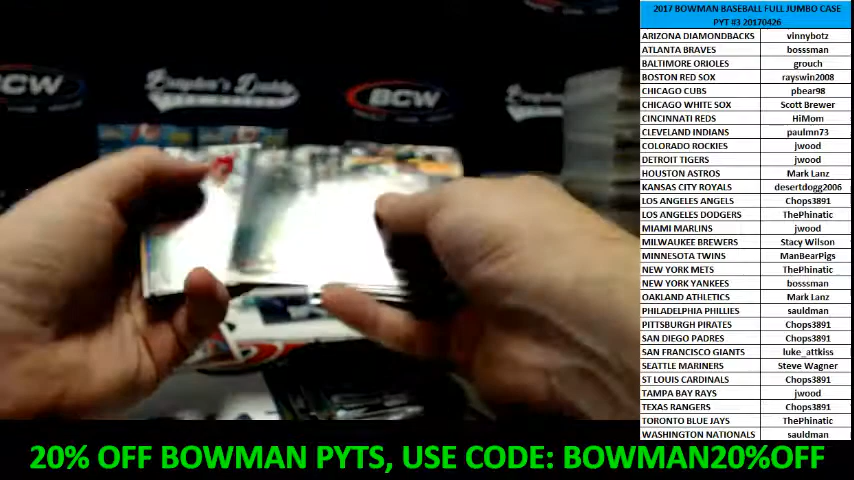 2017 BOWMAN BASEBALL FULL JUMBO CASE
PYT #3 20170426
ARIZONA DIAMONDBACKS vinnybotz
ATLANTA BRAVES bosssman
BALTIMORE ORIOLES grouch
BOSTON RED SOX rayswin2008
CHICAGO CUBS pbear98
CHICAGO WHITE SOX Scott Brewer
CINCINNATI REDS HiMom
CLEVELAND INDIANS paulmn73
COLORADO ROCKIES jwood
DETROIT TIGERS jwood
HOUSTON ASTROS Mark Lanz
KANSAS CITY ROYALS desertdogg2006
LOS ANGELES ANGELS Chops3891
LOS ANGELES DODGERS ThePhinatic
MIAMI MARLINS jwood
MILWAUKEE BREWERS Stacy Wilson
MINNESOTA TWINS ManBearPigs
NEW YORK METS ThePhinatic
NEW YORK YANKEES bosssman
OAKLAND ATHLETICS Mark Lanz
PHILADELPHIA PHILLIES sauldman
PITTSBURGH PIRATES Chops3891
SAN DIEGO PADRES Chops3891
SAN FRANCISCO GIANTS luke_attkiss
SEATTLE MARINERS Steve Wagner
ST LOUIS CARDINALS Chops3891
TAMPA BAY RAYS jwood
TEXAS RANGERS Chops3891
TORONTO BLUE JAYS ThePhinatic
WASHINGTON NATIONALS sauldman
BCW
Brayden's Daddy
BCW
20% OFF BOWMAN PYTS, USE CODE: BOWMAN20%OFF